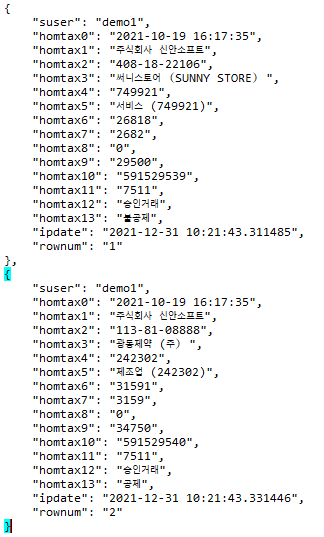 {
"suser": "demo1",
"homtax0": "2021-10-19 16:17:35",
"homtax1": "주식회사 신안소프트",
"homtax2": "408-18-22106",
"homtax3": "써니스토어 (SUNNY STORE) ",
"homtax4": "749921",
"homtax5": "서비스 (749921)",
"homtax6": "26818",
"homtax7": "2682",
"homtax8": "0",
"homtax9": "29500",
"homtax10": "591529539",
"homtax11": "7511",
"homtax12": "승인거래",
"homtax13": "불공제",
"ipdate": "2021-12-31 10:21:43.311485",
"rownum": "1"
},
{
"suser": "demo1",
"homtax0": "2021-10-19 16:17:35",
"homtax1": "주식회사 신안소프트",
"homtax2": "113-81-08888",
"homtax3": "광동제약 (주) ",
"homtax4": "242302",
"homtax5": "제조업 (242302)",
"homtax6": "31591",
"homtax7": "3159",
"homtax8": "0",
"homtax9": "34750",
"homtax10": "591529540",
"homtax11": "7511",
"homtax12": "승인거래",
"homtax13": "공제",
"ipdate": "2021-12-31 10:21:43.331446",
"rownum": "2"
}